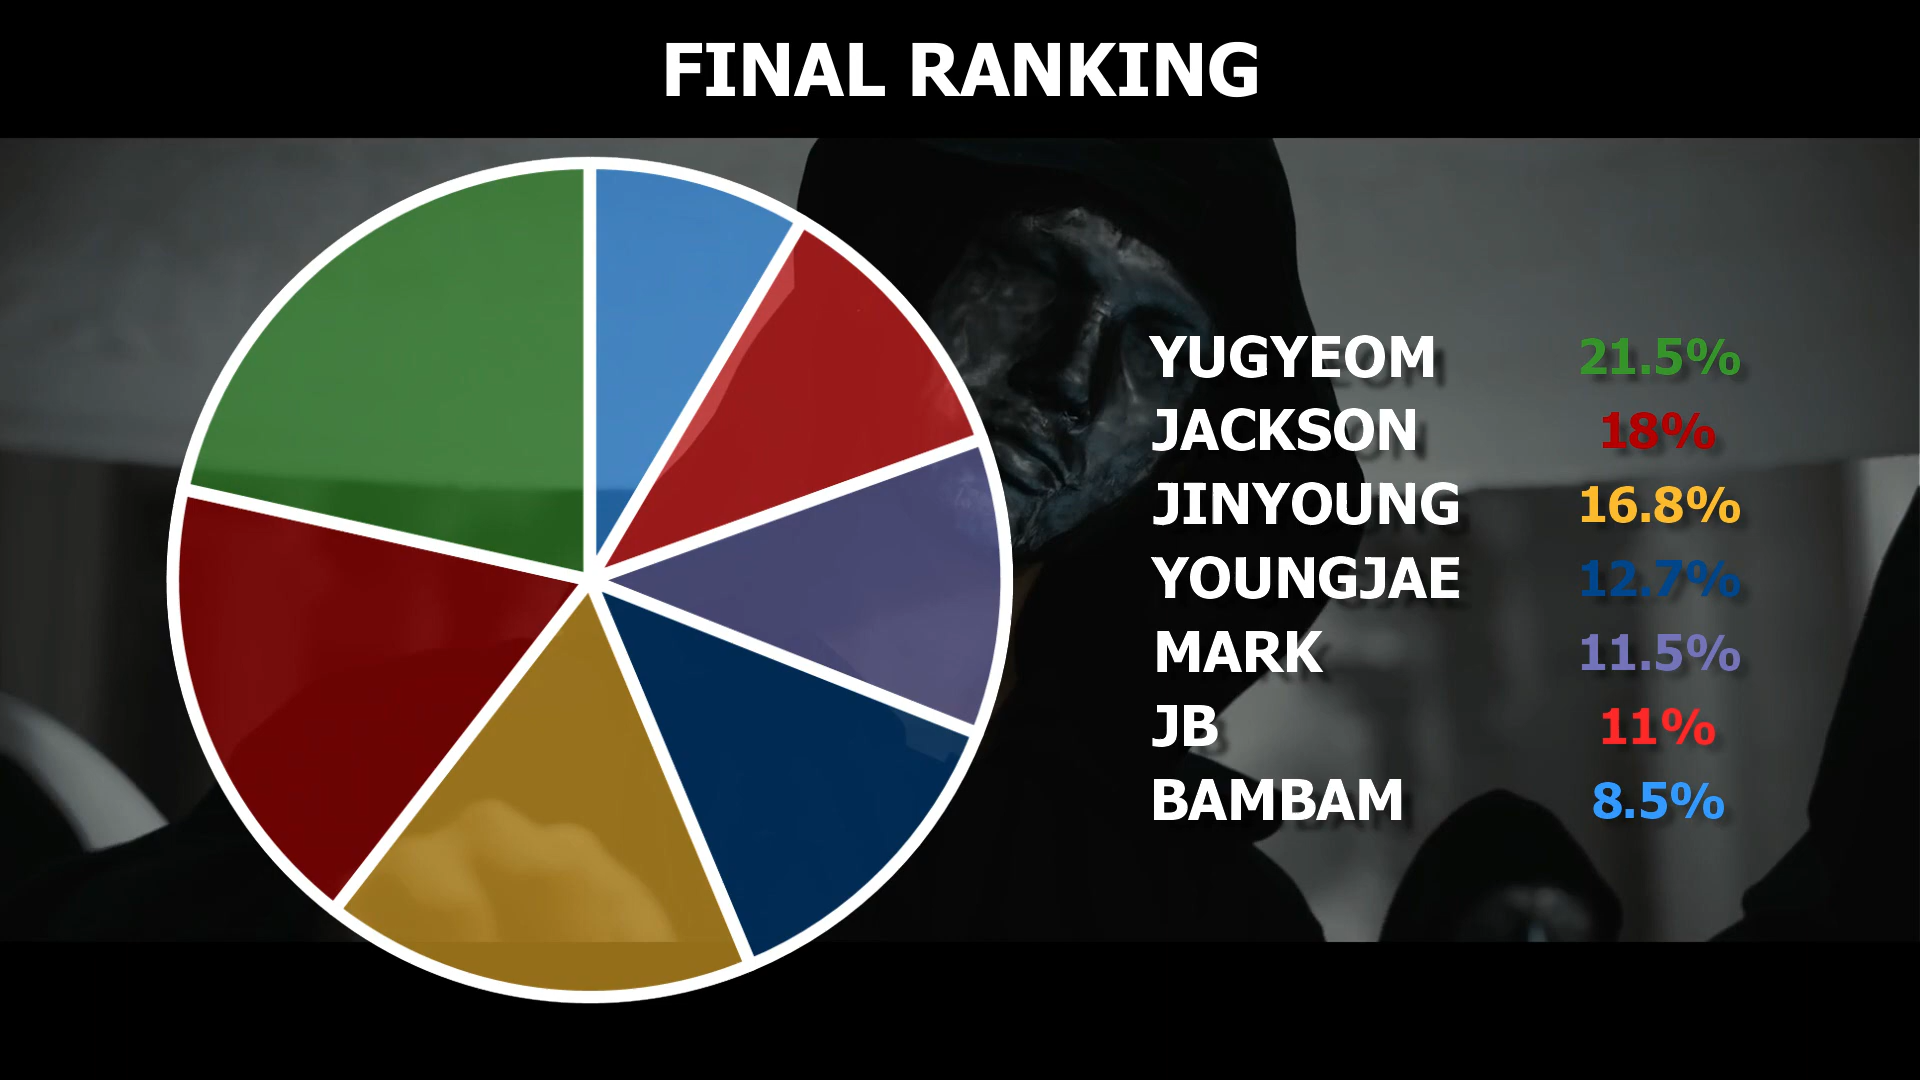 FINAL RANKING
YUGYEOM 21.5%
JACKSON 18%
JINYOUNG 16.8%
YOUNGJAE 12.7%
MARK 11.5%
JB 11%
BAMBAM 8.5%